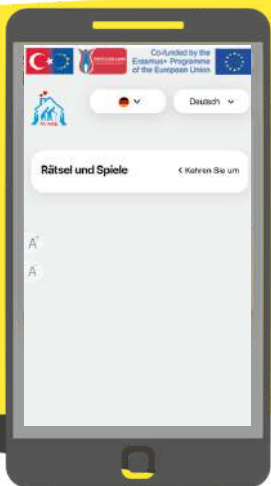 Co-funded by the
Erasmus+ Programme
of the European Union
Deutsch
Rätsel und Spiele
< Kehren Sie um
A+
A-